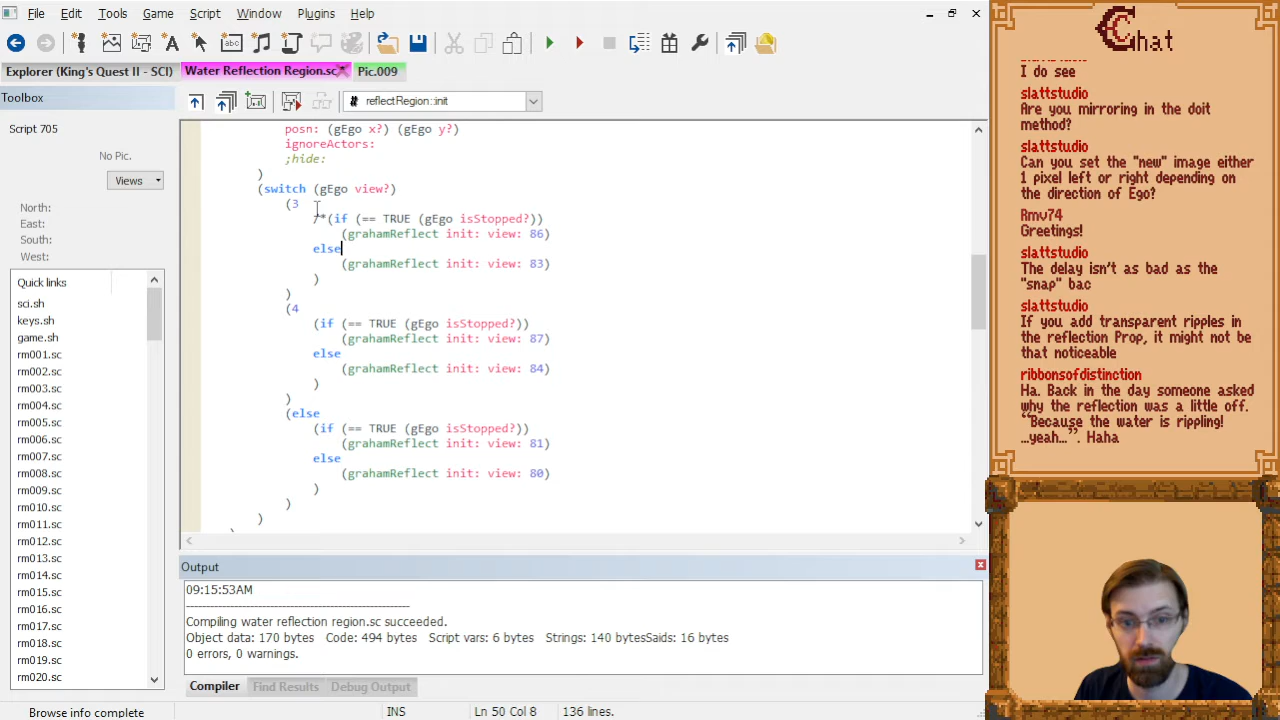 File Edit Tools Game Script Window Plugins Help
Explorer (King's Quest II - SCI) Water Reflection Region.sc Pic.009
Toolbox
reflectRegion::init
Script 705
No Pic.
Views
North:
East:
South:
West:
Quick links
sci.sh
keys.sh
game.sh
rm001.sc
rm002.sc
rm003.sc
rm004.sc
rm005.sc
rm006.sc
rm007.sc
rm008.sc
rm009.sc
rm010.sc
rm011.sc
rm012.sc
rm013.sc
rm014.sc
rm015.sc
rm016.sc
rm017.sc
rm018.sc
rm019.sc
rm020.sc
posn: (gEgo x?) (gEgo y?)
ignoreActors:
;hide:
)
(switch (gEgo view?)
(3
/*(if (== TRUE (gEgo isStopped?))
(grahamReflect init: view: 86)
else
(grahamReflect init: view: 83)
)
)
(4
(if (== TRUE (gEgo isStopped?))
(grahamReflect init: view: 87)
else
(grahamReflect init: view: 84)
)
)
(else
(if (== TRUE (gEgo isStopped?))
(grahamReflect init: view: 81)
else
(grahamReflect init: view: 80)
)
)
)
Output
09:15:53AM
Compiling water reflection region.sc succeeded.
Object data: 170 bytes Code: 494 bytes Script vars: 6 bytes Strings: 140 bytesSaids: 16 bytes
0 errors, 0 warnings.
Compiler Find Results Debug Output
Browse info complete INS Ln 50 Col 8 136 lines.
Chat
I do see
slattstudio
Are you mirroring in the doit
method?
slattstudio
Can you set the "new" image either
1 pixel left or right depending on
the direction of Ego?
Rmv74
Greetings!
slattstudio
The delay isn't as bad as the
"snap" bac
slattstudio
If you add transparent ripples in
the reflection Prop, it might not be
that noticeable
ribbonsofdistinction
Ha. Back in the day someone asked
why the reflection was a little off.
"Because the water is rippling!
…yeah…". Haha